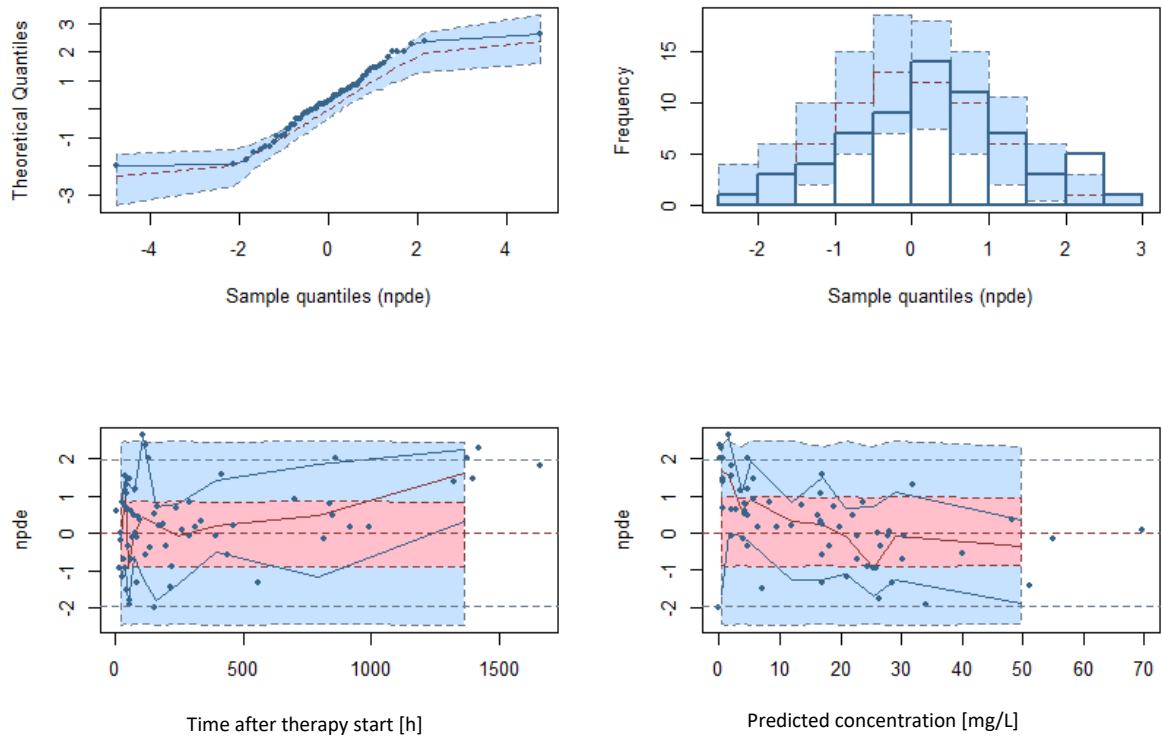 Theoretical Quantiles
3
2
1
-1
-3
-4 -2 0 2 4
Sample quantiles (npde)
Frequency
15
10
5
0
-2 -1 0 1 2 3
Sample quantiles (npde)
npde
2
1
0
-1
-2
0 500 1000 1500
Time after therapy start [h]
npde
2
1
0
-1
-2
0 10 20 30 40 50 60 70
Predicted concentration [mg/L]